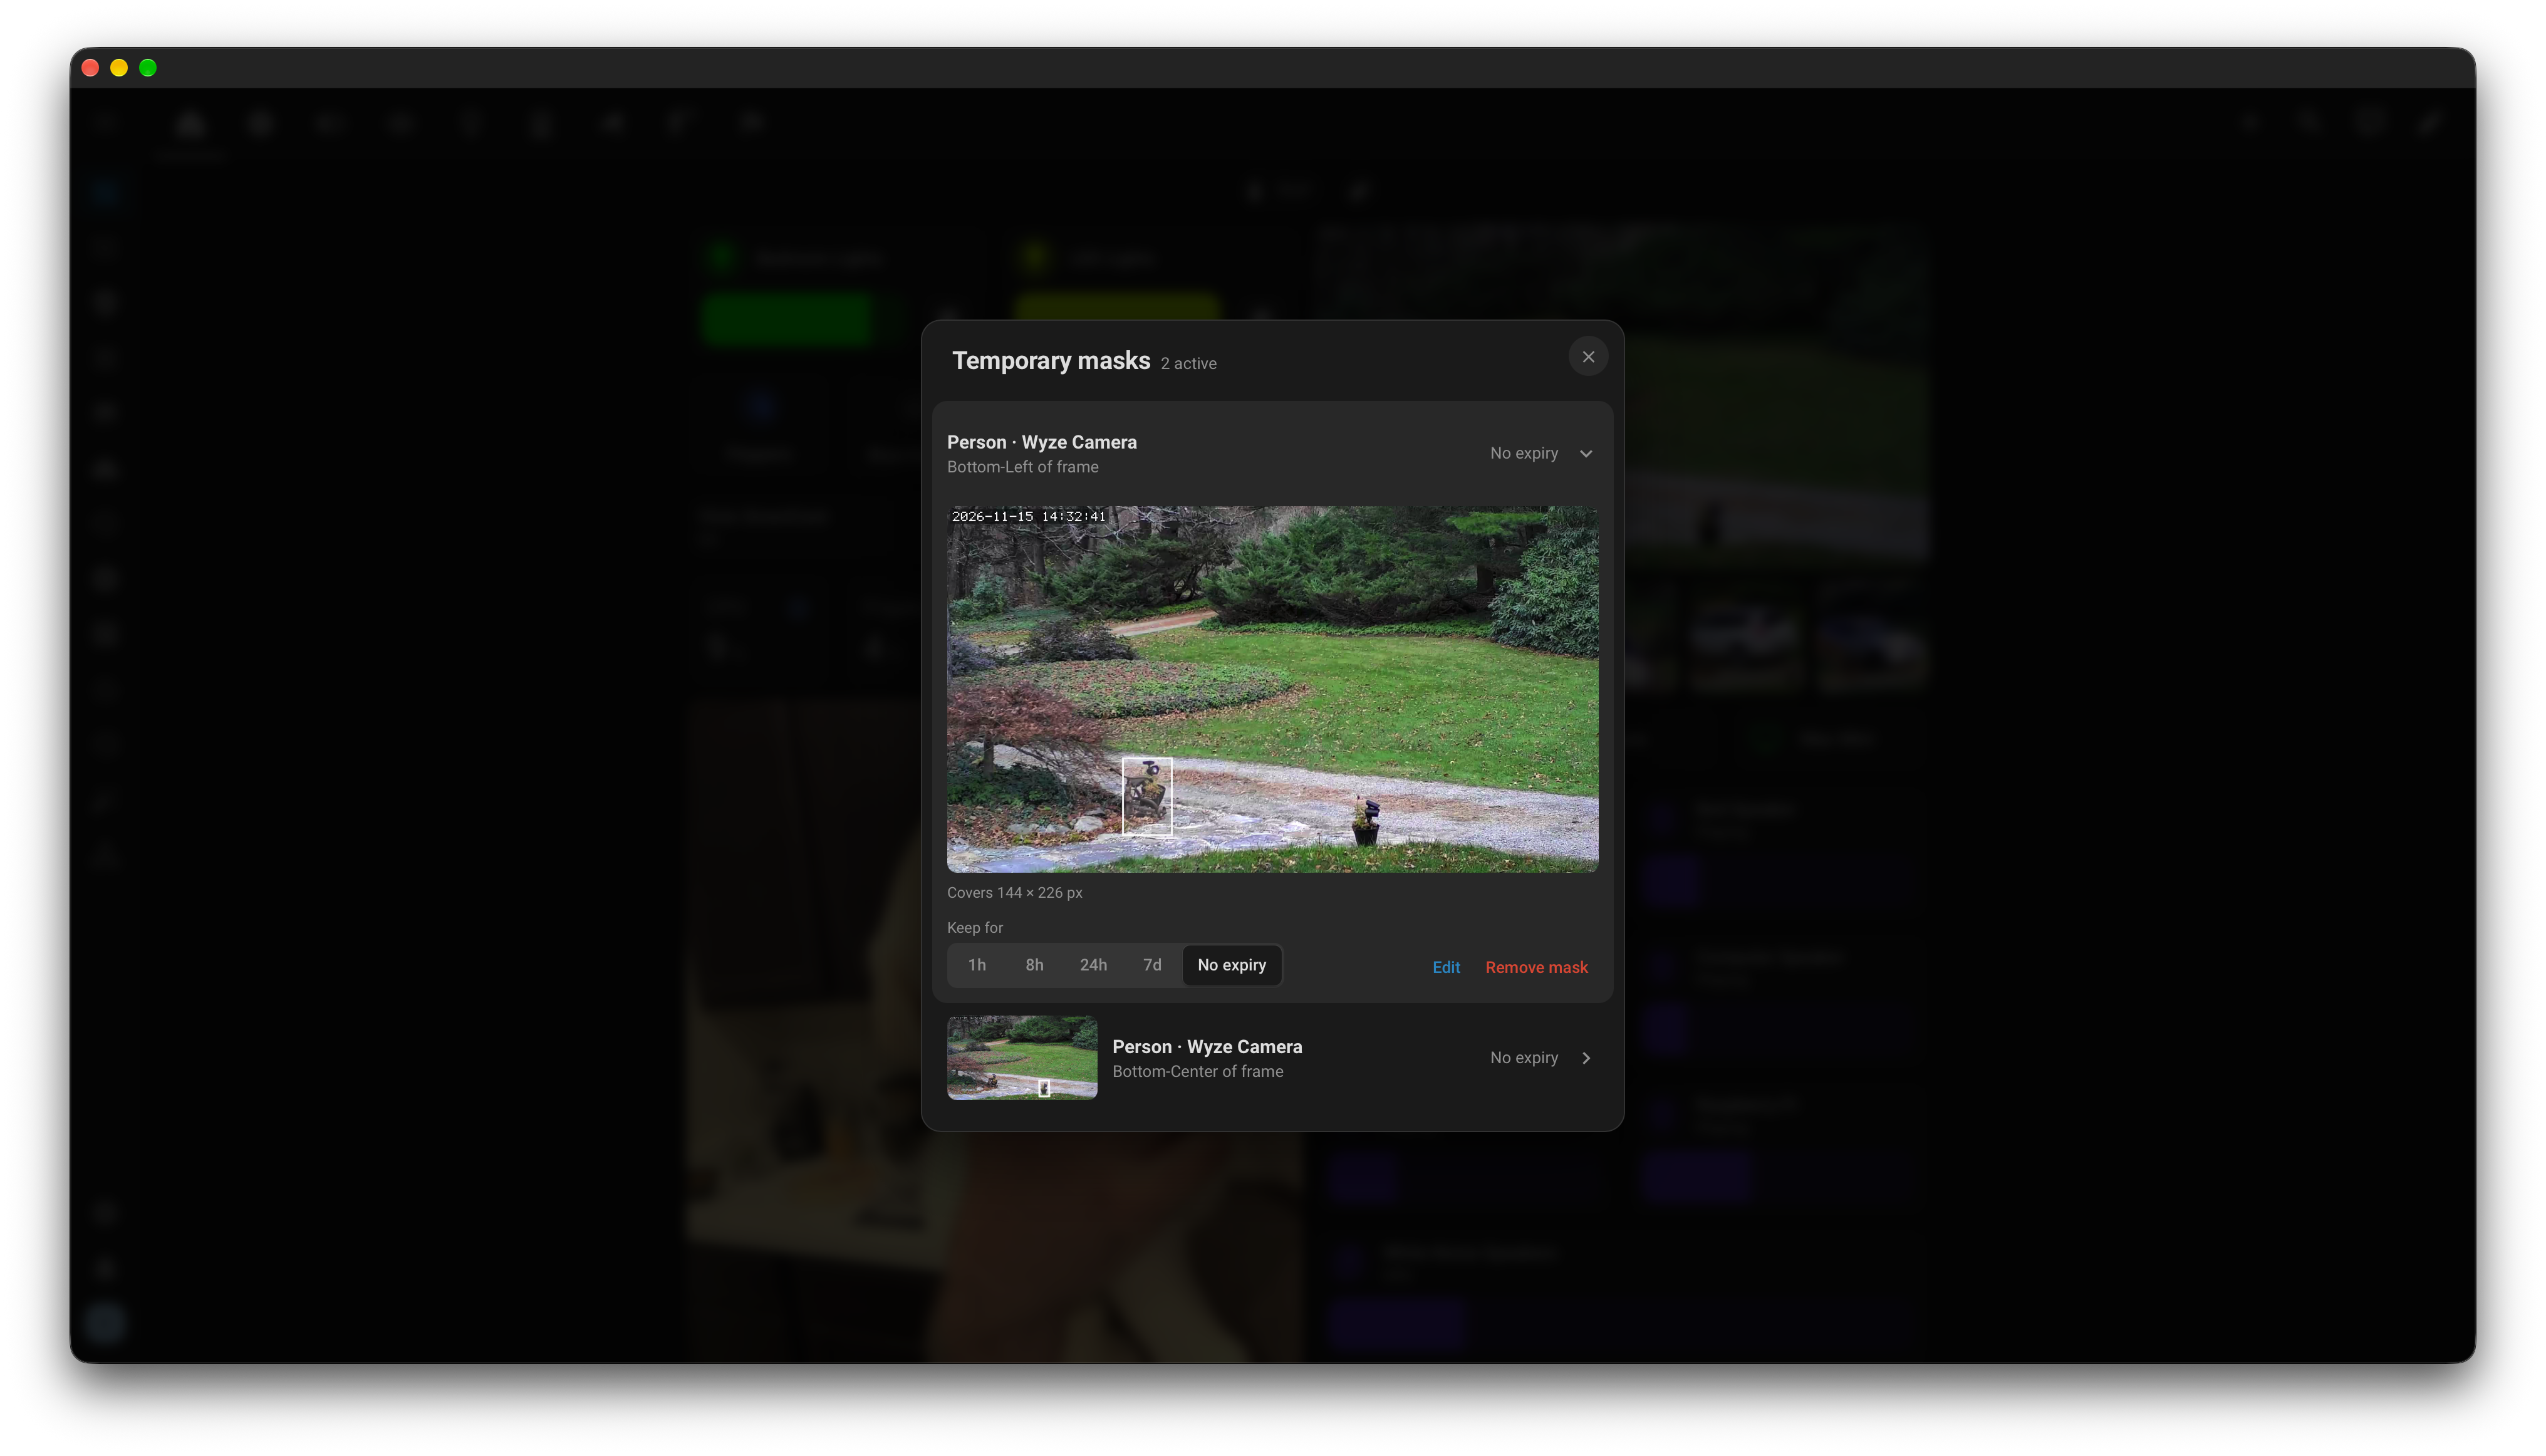 Temporary masks 2 active
Person · Wyze Camera
Bottom-Left of frame
No expiry
2026-11-15 14:32:41
Covers 144 × 226 px
Keep for
1h 8h 24h 7d No expiry
Edit Remove mask
Person · Wyze Camera
Bottom-Center of frame
No expiry